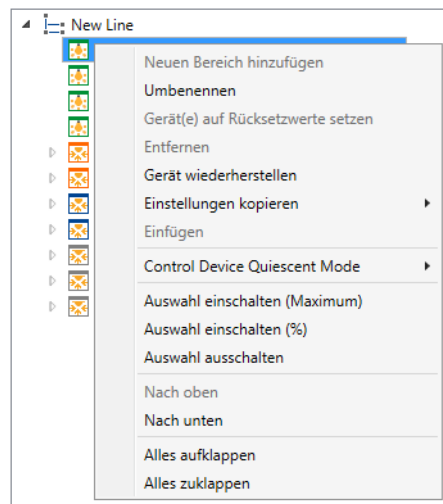 New Line
Neuen Bereich hinzufügen
Umbenennen
Gerät(e) auf Rücksetzwerte setzen
Entfernen
Gerät wiederherstellen
Einstellungen kopieren
Einfügen
Control Device Quiescent Mode
Auswahl einschalten (Maximum)
Auswahl einschalten (%)
Auswahl ausschalten
Nach oben
Nach unten
Alles aufklappen
Alles zuklappen